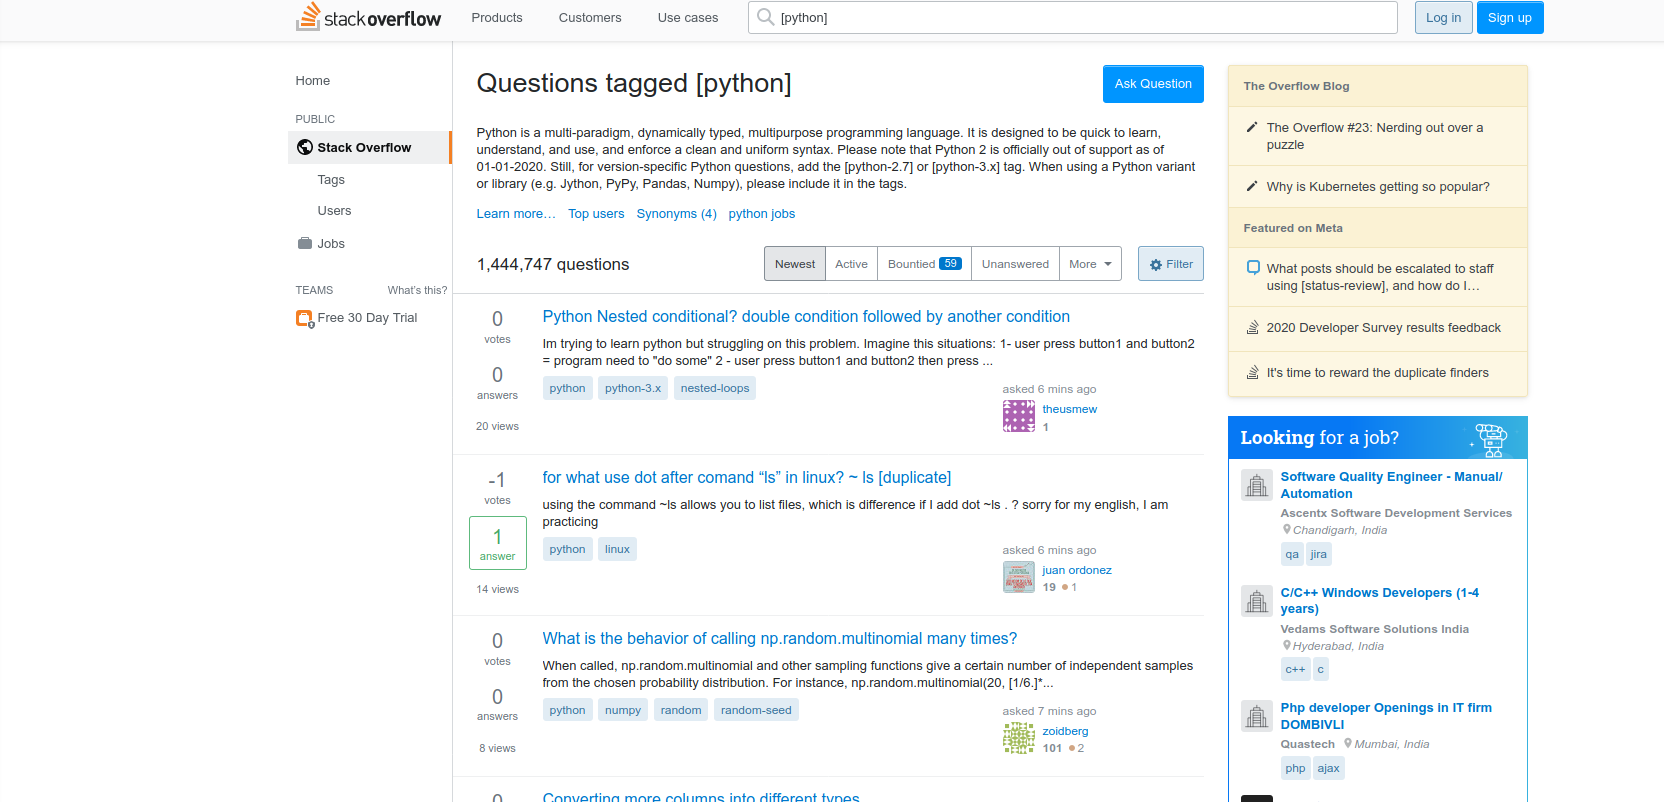 stackoverflow
Products
Customers
Use cases
[python]
Log in
Sign up
Home
PUBLIC
Stack Overflow
Tags
Users
Jobs
TEAMS
What's this?
Free 30 Day Trial
Questions tagged [python]
Ask Question
Python is a multi-paradigm, dynamically typed, multipurpose programming language. It is designed to be quick to learn,
understand, and use, and enforce a clean and uniform syntax. Please note that Python 2 is officially out of support as of
01-01-2020. Still, for version-specific Python questions, add the [python-2.7] or [python-3.x] tag. When using a Python variant
or library (e.g. Jython, PyPy, Pandas, Numpy), please include it in the tags.
Learn more…
Top users
Synonyms (4)
python jobs
1,444,747 questions
Newest
Active
Bountied 59
Unanswered
More
Filter
0
votes
0
answers
20 views
Python Nested conditional? double condition followed by another condition
Im trying to learn python but struggling on this problem. Imagine this situations: 1- user press button1 and button2
= program need to "do some" 2 - user press button1 and button2 then press ...
python
python-3.x
nested-loops
asked 6 mins ago
theusmew
1
-1
votes
1
answer
14 views
for what use dot after comand “ls” in linux? ~ ls [duplicate]
using the command ~ls allows you to list files, which is difference if I add dot ~ls . ? sorry for my english, I am
practicing
python
linux
asked 6 mins ago
juan ordonez
19 1
0
votes
0
answers
8 views
What is the behavior of calling np.random.multinomial many times?
When called, np.random.multinomial and other sampling functions give a certain number of independent samples
from the chosen probability distribution. For instance, np.random.multinomial(20, [1/6.]*...
python
numpy
random
random-seed
asked 7 mins ago
zoidberg
101 2
0
Converting more columns into different types
The Overflow Blog
The Overflow #23: Nerding out over a
puzzle
Why is Kubernetes getting so popular?
Featured on Meta
What posts should be escalated to staff
using [status-review], and how do I…
2020 Developer Survey results feedback
It's time to reward the duplicate finders
Looking for a job?
Software Quality Engineer - Manual/
Automation
Ascentx Software Development Services
Chandigarh, India
qa
jira
C/C++ Windows Developers (1-4
years)
Vedams Software Solutions India
Hyderabad, India
c++
c
Php developer Openings in IT firm
DOMBIVLI
Quastech Mumbai, India
php
ajax